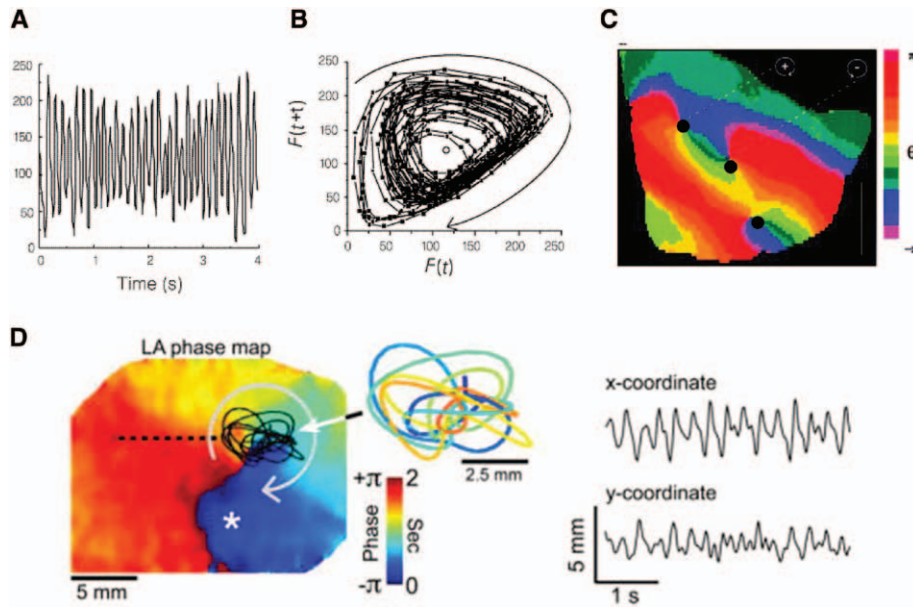 A
250
200
150
100
50
0
0 1 2 3 4
Time (s)
B
F(t+t)
250
200
150
100
50
0
0 50 100 150 200 250
F(t)
C
+
-
π
D
LA phase map
5 mm
+π 2
Phase Sec
-π 0
2.5 mm
x-coordinate
y-coordinate
5 mm
1 s